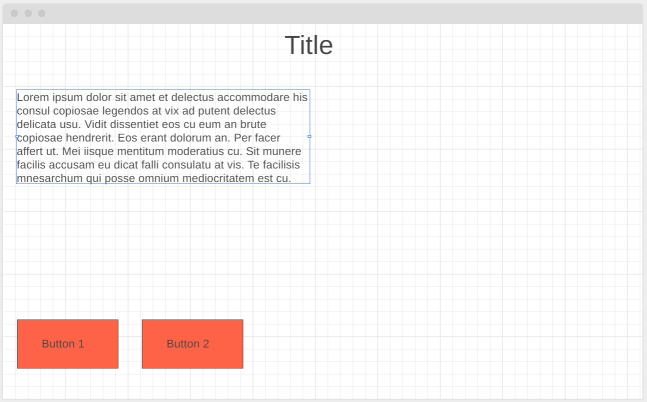 Title
Lorem ipsum dolor sit amet et delectus accommodare his
consul copiosae legendos at vix ad putent delectus
delicata usu. Vidit dissentiet eos cu eum an brute
copiosae hendrerit. Eos erant dolorum an. Per facer
affert ut. Mei iisque mentitum moderatius cu. Sit munere
facilis accusam eu dicat falli consulatu at vis. Te facilisis
mnesarchum qui posse omnium mediocritatem est cu.
Button 1
Button 2